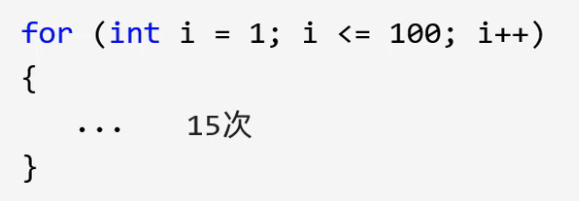 for (int i = 1; i <= 100; i++)
{
... 15次
}